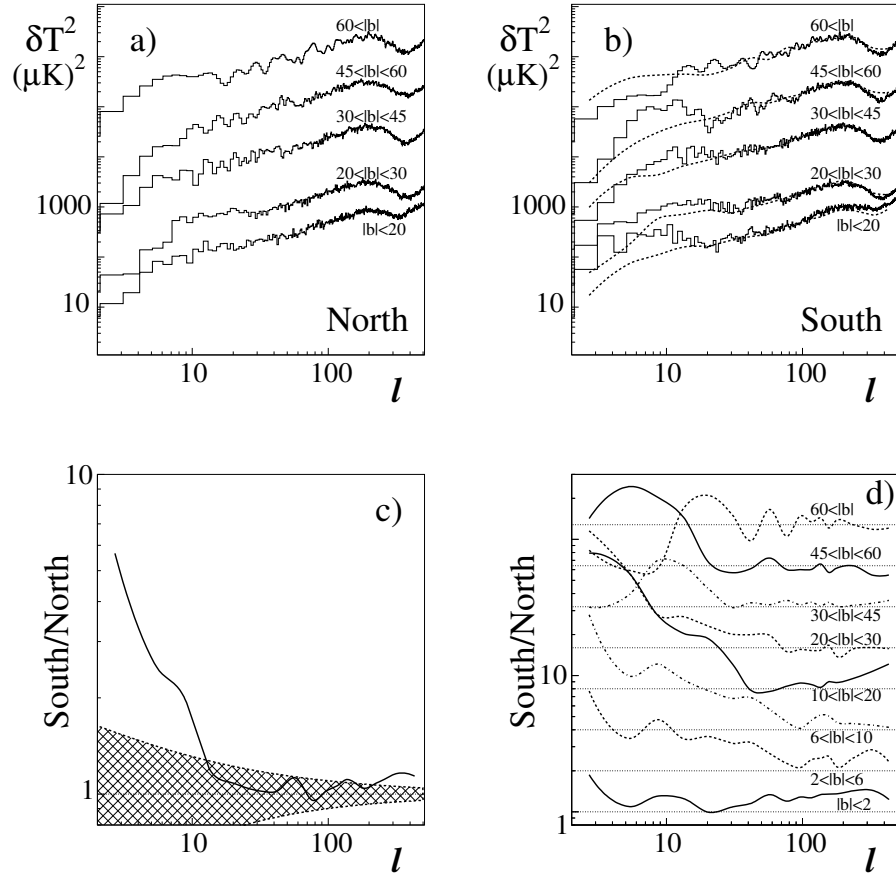 δT²
(μK)²
a)
60<|b|
45<|b|<60
30<|b|<45
20<|b|<30
|b|<20
1000
10
North
10
100
l
δT²
(μK)²
b)
60<|b|
45<|b|<60
30<|b|<45
20<|b|<30
|b|<20
1000
10
South
10
100
l
South/North
10
1
c)
10
100
l
South/North
10
1
d)
60<|b|
45<|b|<60
30<|b|<45
20<|b|<30
10<|b|<20
6<|b|<10
2<|b|<6
|b|<2
10
100
l